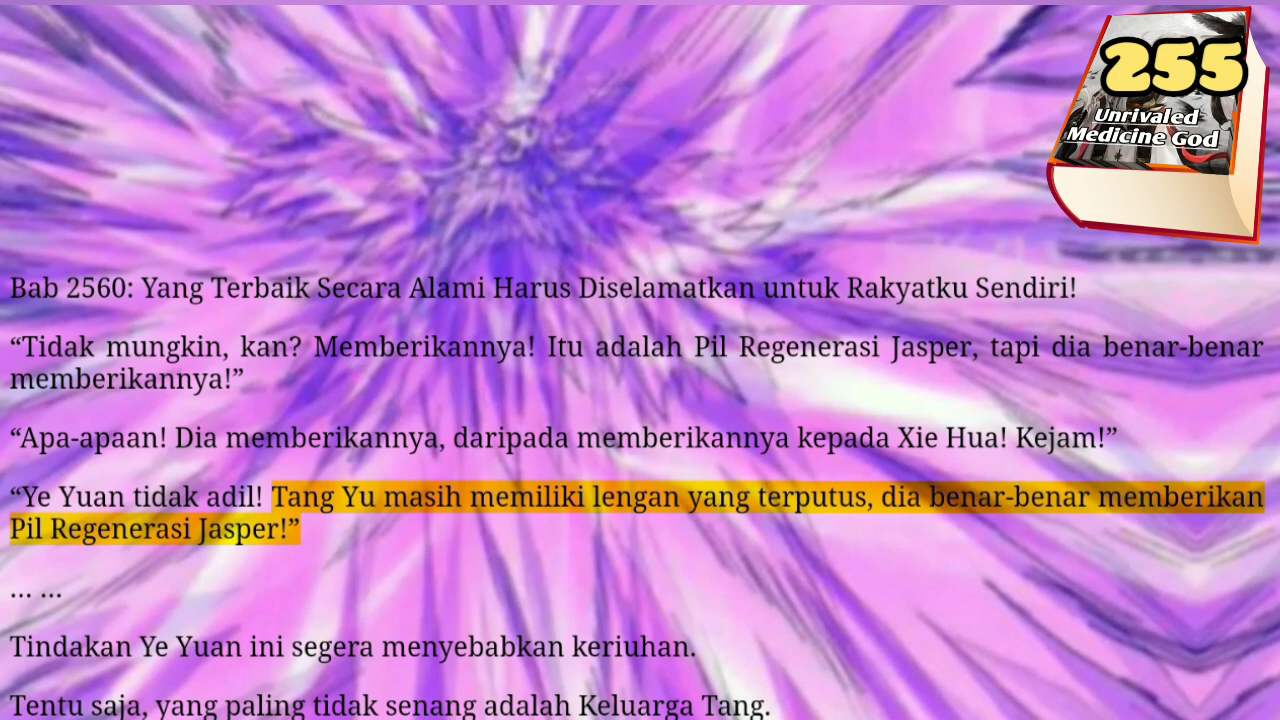 255
Unrivaled
Medicine God
Bab 2560: Yang Terbaik Secara Alami Harus Diselamatkan untuk Rakyatku Sendiri!
“Tidak mungkin, kan? Memberikannya! Itu adalah Pil Regenerasi Jasper, tapi dia benar-benar
memberikannya!”
“Apa-apaan! Dia memberikannya, daripada memberikannya kepada Xie Hua! Kejam!”
“Ye Yuan tidak adil! Tang Yu masih memiliki lengan yang terputus, dia benar-benar memberikan
Pil Regenerasi Jasper!”
... ...
Tindakan Ye Yuan ini segera menyebabkan keriuhan.
Tentu saja, yang paling tidak senang adalah Keluarga Tang.